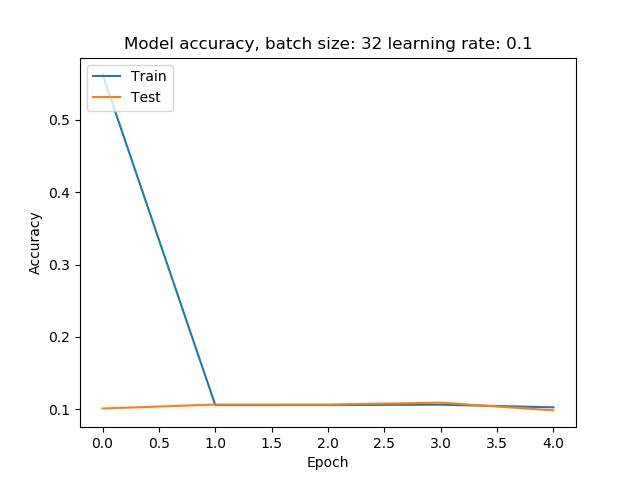 Model accuracy, batch size: 32 learning rate: 0.1
Train
Test
0.5
0.4
0.3
0.2
0.1
Accuracy
0.0 0.5 1.0 1.5 2.0 2.5 3.0 3.5 4.0
Epoch